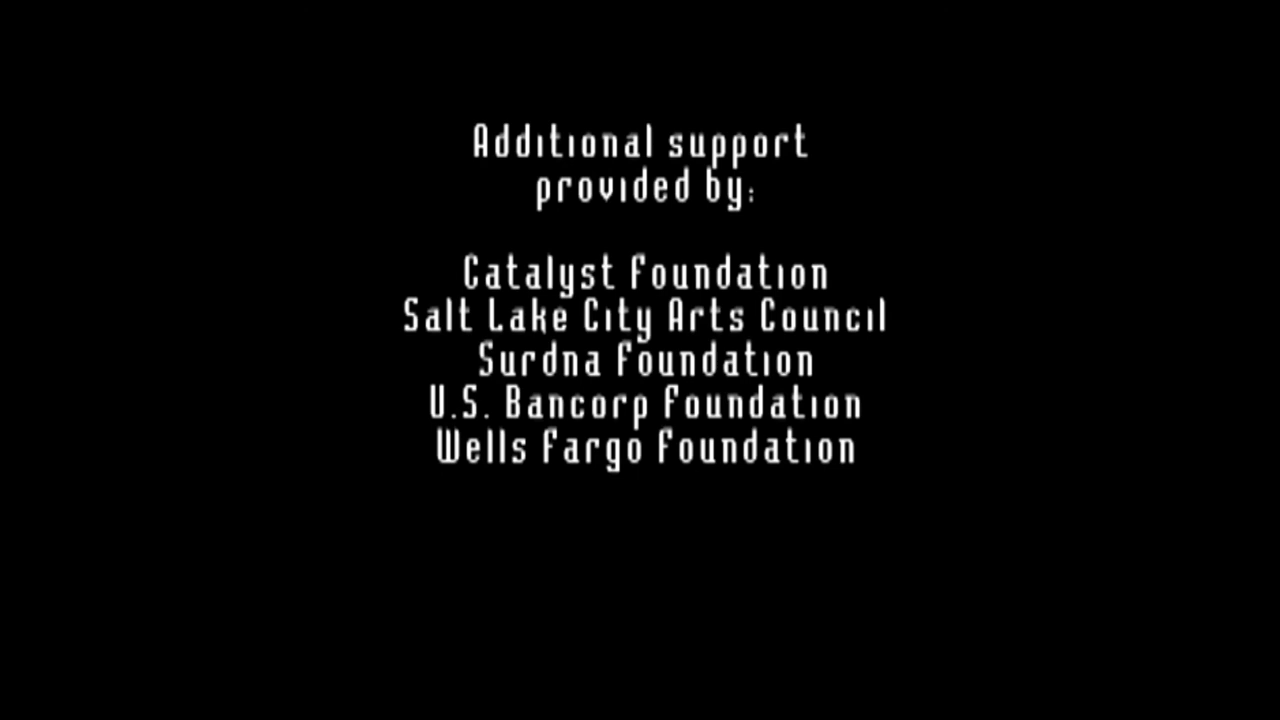 Additional support
provided by:
Catalyst Foundation
Salt Lake City Arts Council
Surdna Foundation
U.S. Bancorp Foundation
Wells Fargo Foundation